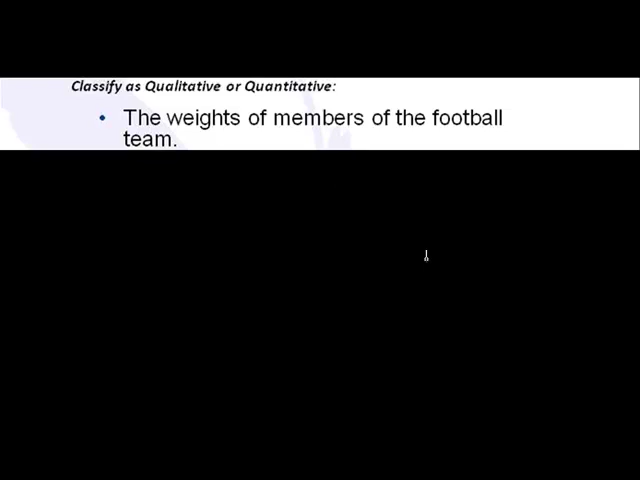 Classify as Qualitative or Quantitative:
• The weights of members of the football
team.